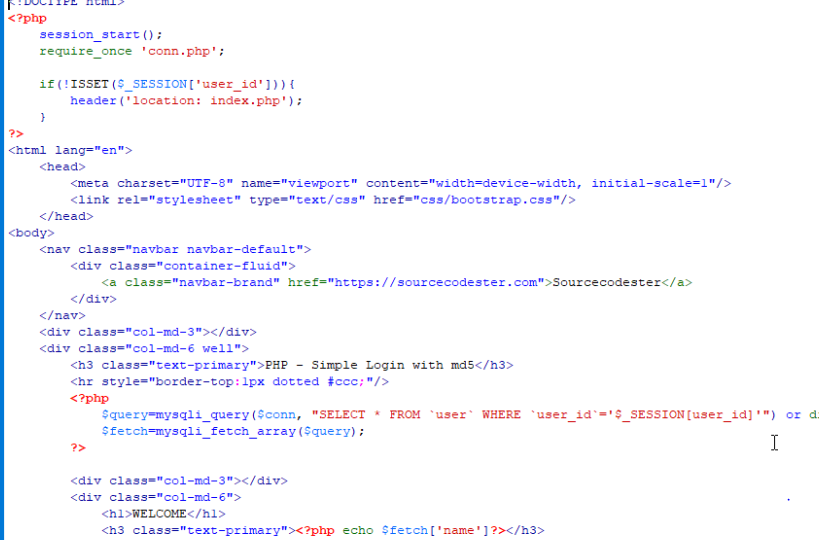 <!DOCTYPE html>
<?php
session_start();
require_once 'conn.php';
if(!ISSET($_SESSION['user_id'])){
header('location: index.php');
}
?>
<html lang="en">
<head>
<meta charset="UTF-8" name="viewport" content="width=device-width, initial-scale=1"/>
<link rel="stylesheet" type="text/css" href="css/bootstrap.css"/>
</head>
<body>
<nav class="navbar navbar-default">
<div class="container-fluid">
<a class="navbar-brand" href="https://sourcecodester.com">Sourcecodester</a>
</div>
</nav>
<div class="col-md-3"></div>
<div class="col-md-6 well">
<h3 class="text-primary">PHP - Simple Login with md5</h3>
<hr style="border-top:1px dotted #ccc;"/>
<?php
$query=mysqli_query($conn, "SELECT * FROM `user` WHERE `user_id`='$_SESSION[user_id]'") or
$fetch=mysqli_fetch_array($query);
?>
<div class="col-md-3"></div>
<div class="col-md-6">
<h1>WELCOME</h1>
<h3 class="text-primary"><?php echo $fetch['name']?></h3>